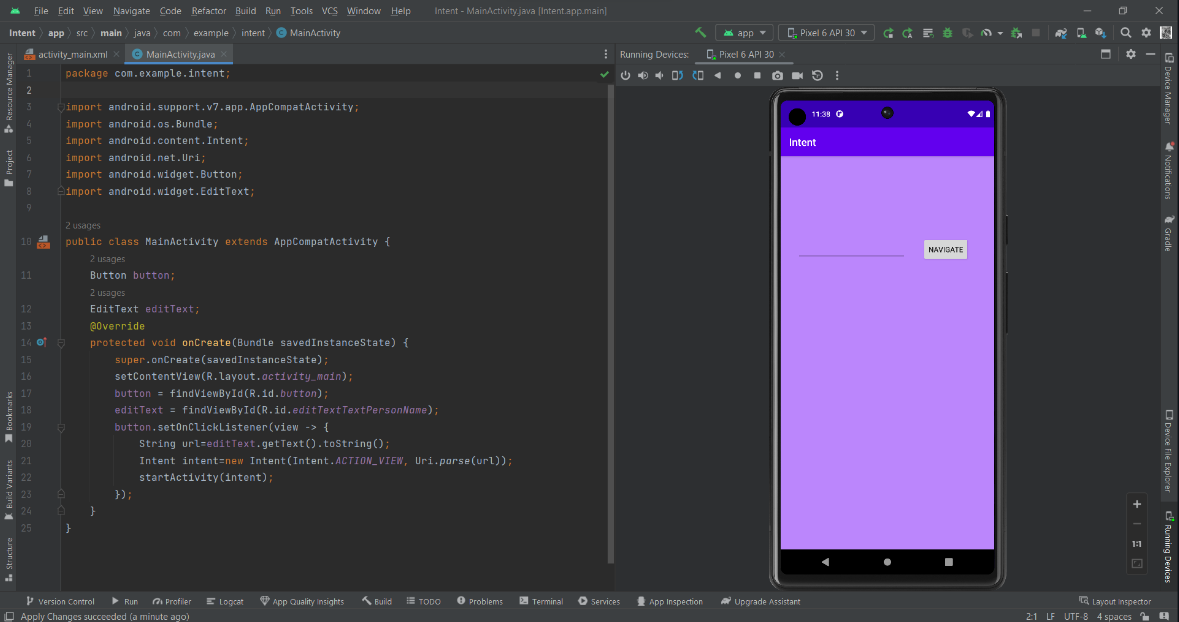 File Edit View Navigate Code Refactor Build Run Tools VCS Window Help Intent - MainActivity.java [Intent.app.main]
Intent app src main java com example intent MainActivity app Pixel 6 API 30
activity_main.xml MainActivity.java Running Devices: Pixel 6 API 30
1 package com.example.intent;
2
3 import android.support.v7.app.AppCompatActivity;
4 import android.os.Bundle;
5 import android.content.Intent;
6 import android.net.Uri;
7 import android.widget.Button;
8 import android.widget.EditText;
9
2 usages
10 public class MainActivity extends AppCompatActivity {
2 usages
11 Button button;
2 usages
12 EditText editText;
13 @Override
14 protected void onCreate(Bundle savedInstanceState) {
15 super.onCreate(savedInstanceState);
16 setContentView(R.layout.activity_main);
17 button = findViewById(R.id.button);
18 editText = findViewById(R.id.editTextTextPersonName);
19 button.setOnClickListener(view -> {
20 String url=editText.getText().toString();
21 Intent intent=new Intent(Intent.ACTION_VIEW, Uri.parse(url));
22 startActivity(intent);
23 });
24 }
25 }
11:38
Intent
NAVIGATE
1:1
Resource Manager
Project
Bookmarks
Build Variants
Structure
Device Manager
Notifications
Gradle
Device File Explorer
Running Devices
Version Control Run Profiler Logcat App Quality Insights Build TODO Problems Terminal Services App Inspection Upgrade Assistant Layout Inspector
Apply Changes succeeded (a minute ago) 2:1 LF UTF-8 4 spaces